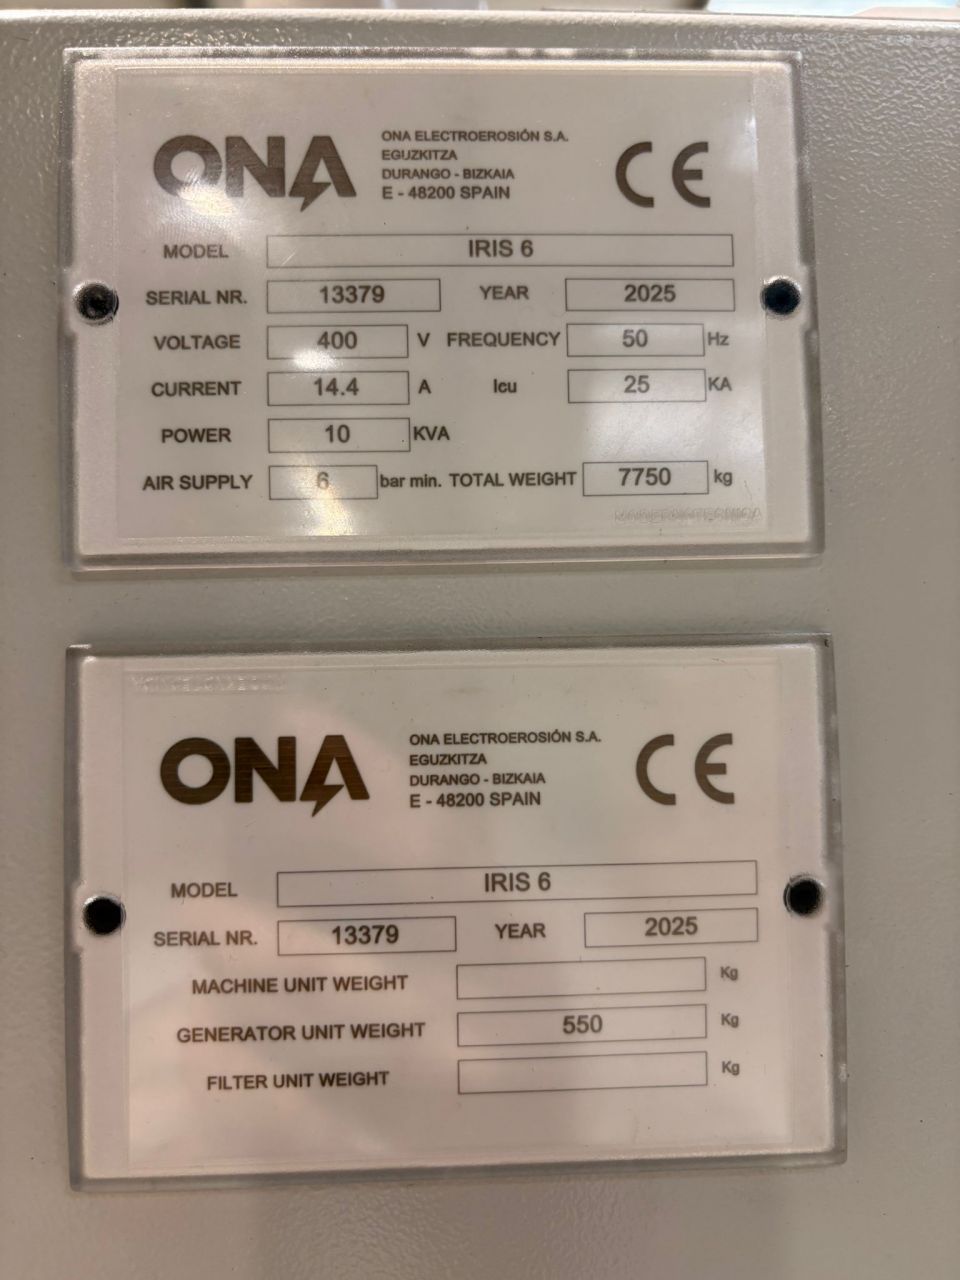 ONA
ONA ELECTROEROSIÓN S.A.
EGUZKITZA
DURANGO - BIZKAIA
E - 48200 SPAIN
CE
MODEL IRIS 6
SERIAL NR. 13379 YEAR 2025
VOLTAGE 400 V FREQUENCY 50 Hz
CURRENT 14.4 A Icu 25 KA
POWER 10 KVA
AIR SUPPLY 6 bar min. TOTAL WEIGHT 7750 kg
ONA
ONA ELECTROEROSIÓN S.A.
EGUZKITZA
DURANGO - BIZKAIA
E - 48200 SPAIN
CE
MODEL IRIS 6
SERIAL NR. 13379 YEAR 2025
MACHINE UNIT WEIGHT Kg
GENERATOR UNIT WEIGHT 550 Kg
FILTER UNIT WEIGHT Kg